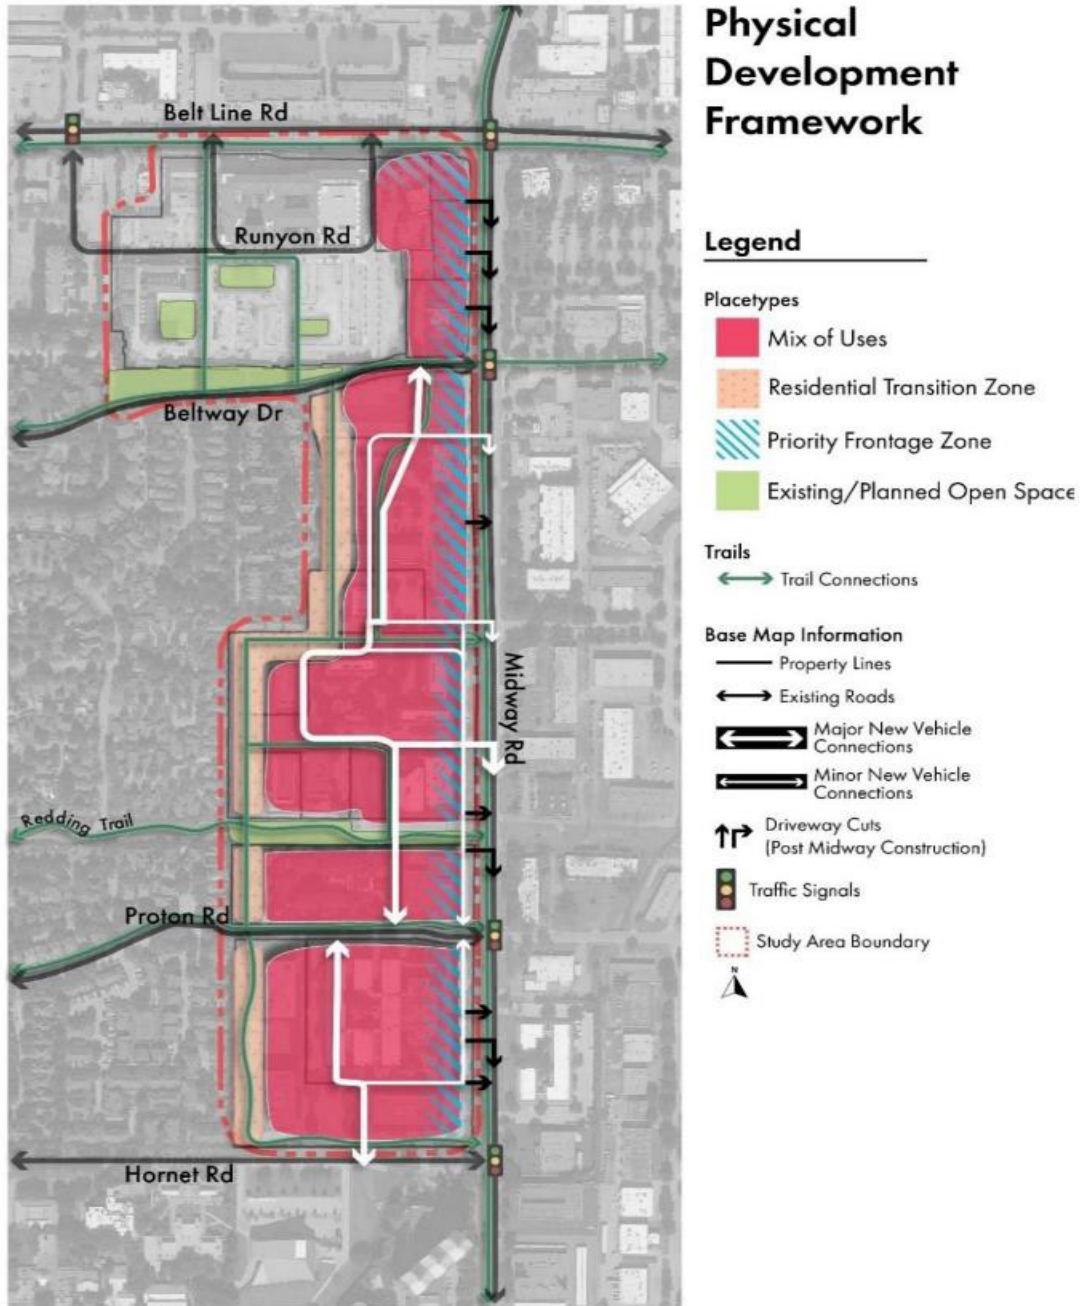 Physical
Development
Framework
Belt Line Rd
Runyon Rd
Beltway Dr
Midway Rd
Redding Trail
Proton Rd
Hornet Rd
Legend
Placetypes
Mix of Uses
Residential Transition Zone
Priority Frontage Zone
Existing/Planned Open Space
Trails
Trail Connections
Base Map Information
Property Lines
Existing Roads
Major New Vehicle
Connections
Minor New Vehicle
Connections
Driveway Cuts
(Post Midway Construction)
Traffic Signals
Study Area Boundary
N